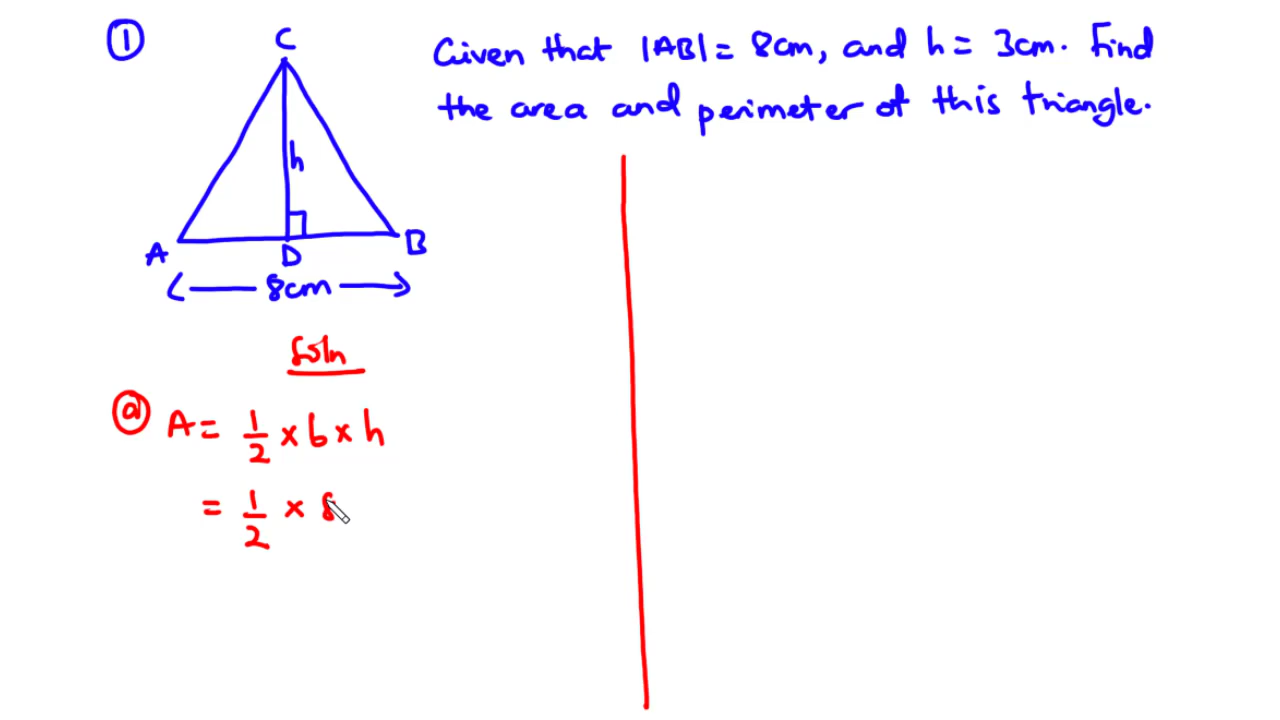 ①
C
Given that |AB| = 8cm, and h = 3cm. Find
the area and perimeter of this triangle.
h
A
D
B
8cm
Soln
ⓐ A = 1/2 × b × h
= 1/2 × 8